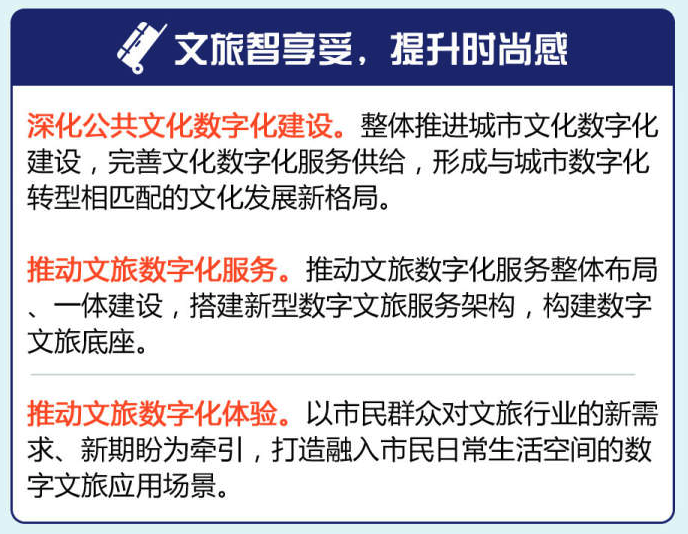 文旅智享受，提升时尚感
深化公共文化数字化建设。整体推进城市文化数字化
建设，完善文化数字化服务供给，形成与城市数字化
转型相匹配的文化发展新格局。
推动文旅数字化服务。推动文旅数字化服务整体布局
、一体建设，搭建新型数字文旅服务架构，构建数字
文旅底座。
推动文旅数字化体验。以市民群众对文旅行业的新需
求、新期盼为牵引，打造融入市民日常生活空间的数
字文旅应用场景。